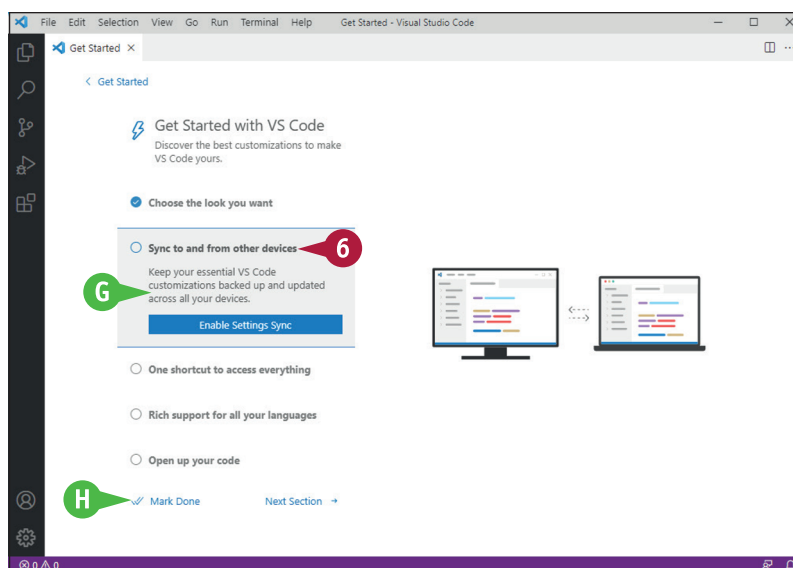 File Edit Selection View Go Run Terminal Help Get Started - Visual Studio Code
Get Started
Get Started
Get Started with VS Code
Discover the best customizations to make
VS Code yours.
Choose the look you want
Sync to and from other devices 6
Keep your essential VS Code
customizations backed up and updated
across all your devices.
G
Enable Settings Sync
One shortcut to access everything
Rich support for all your languages
Open up your code
H Mark Done Next Section →
0 0